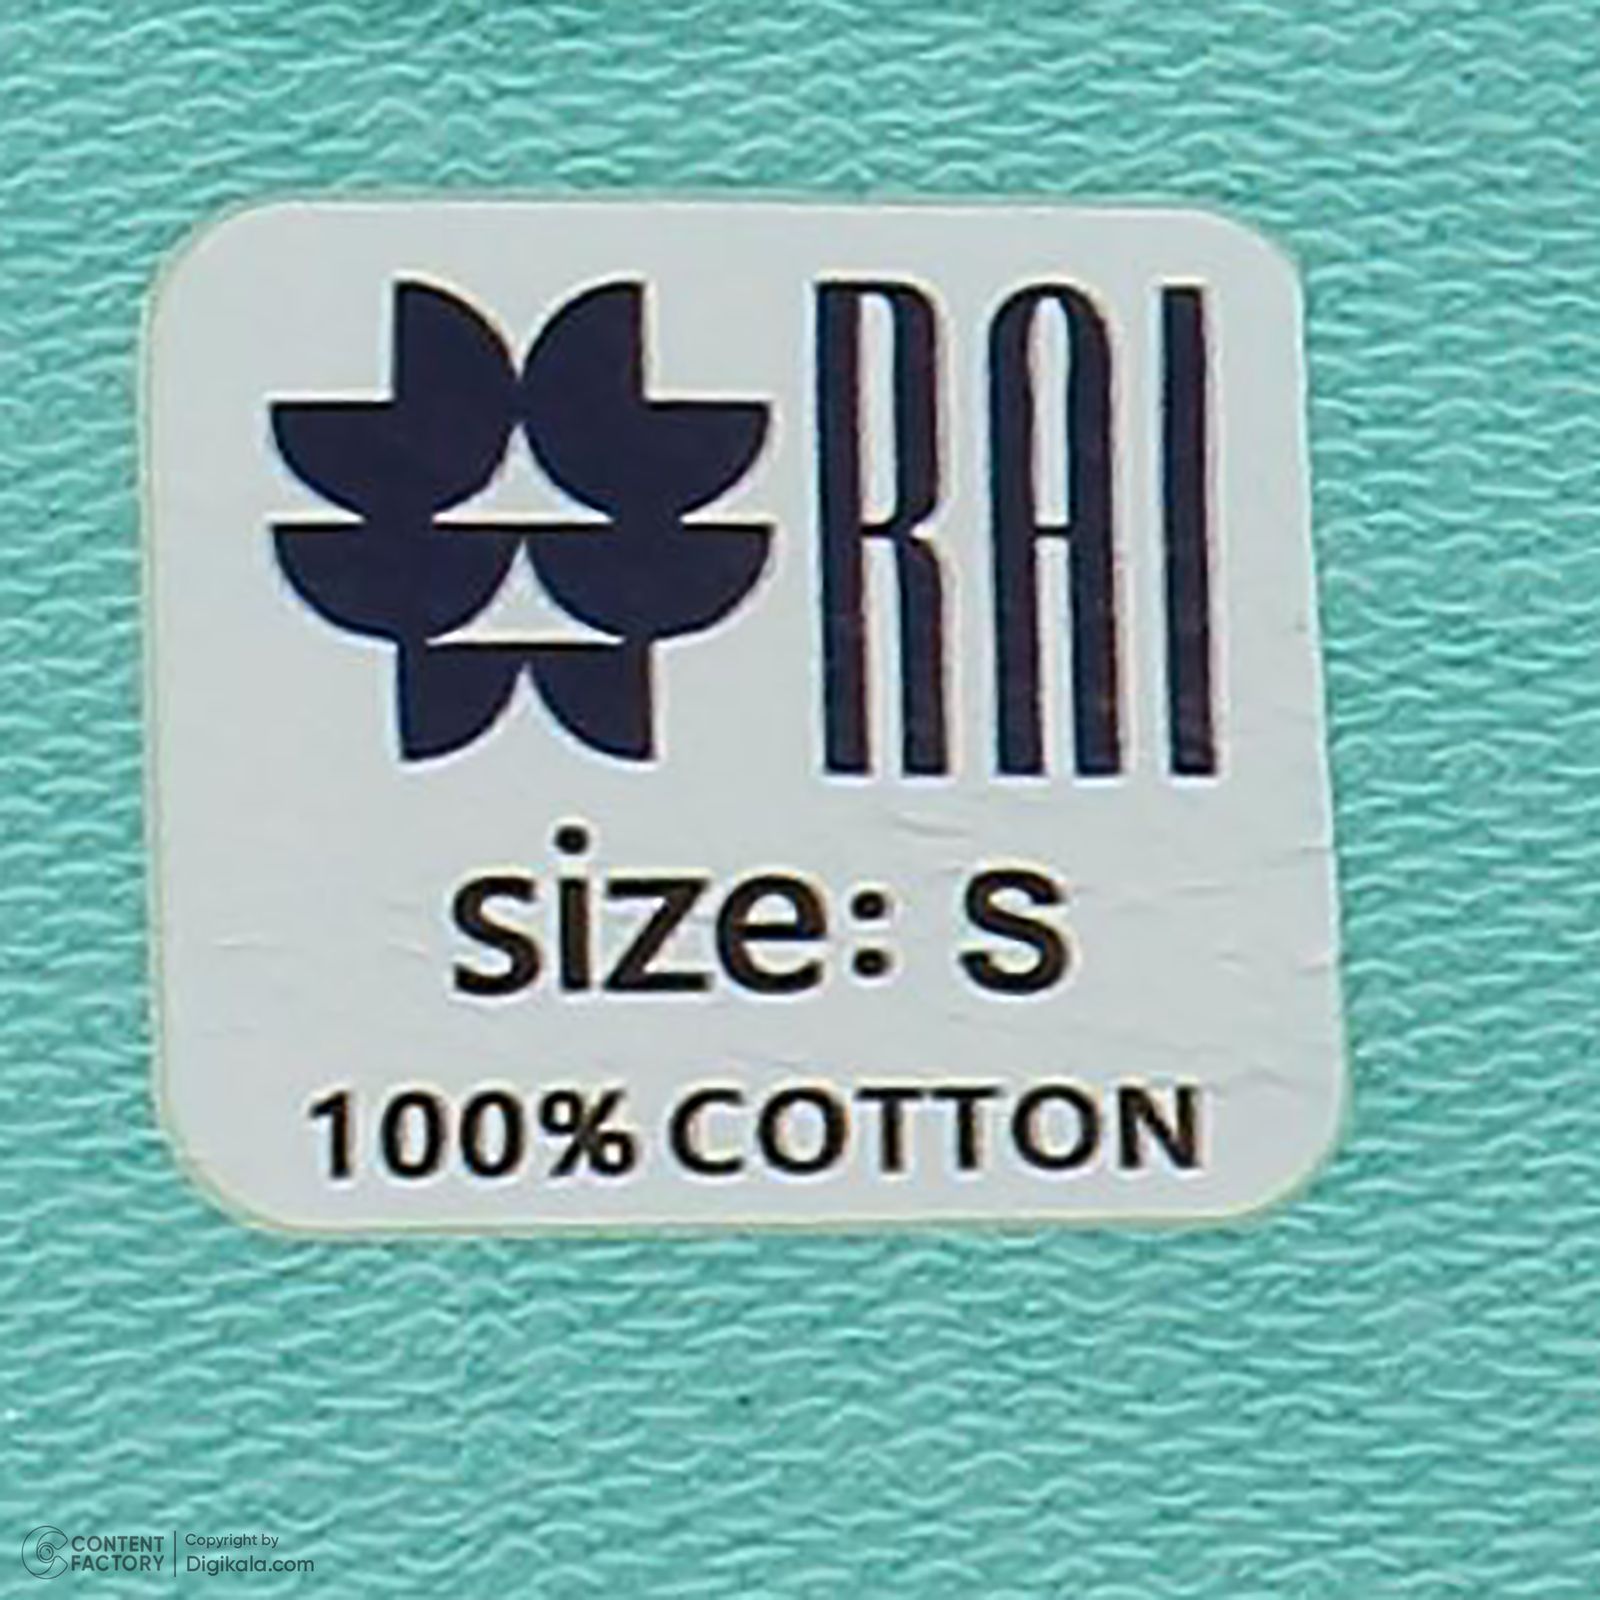 RAI
size: S
100% COTTON
CONTENT FACTORY
Copyright by
Digikala.com